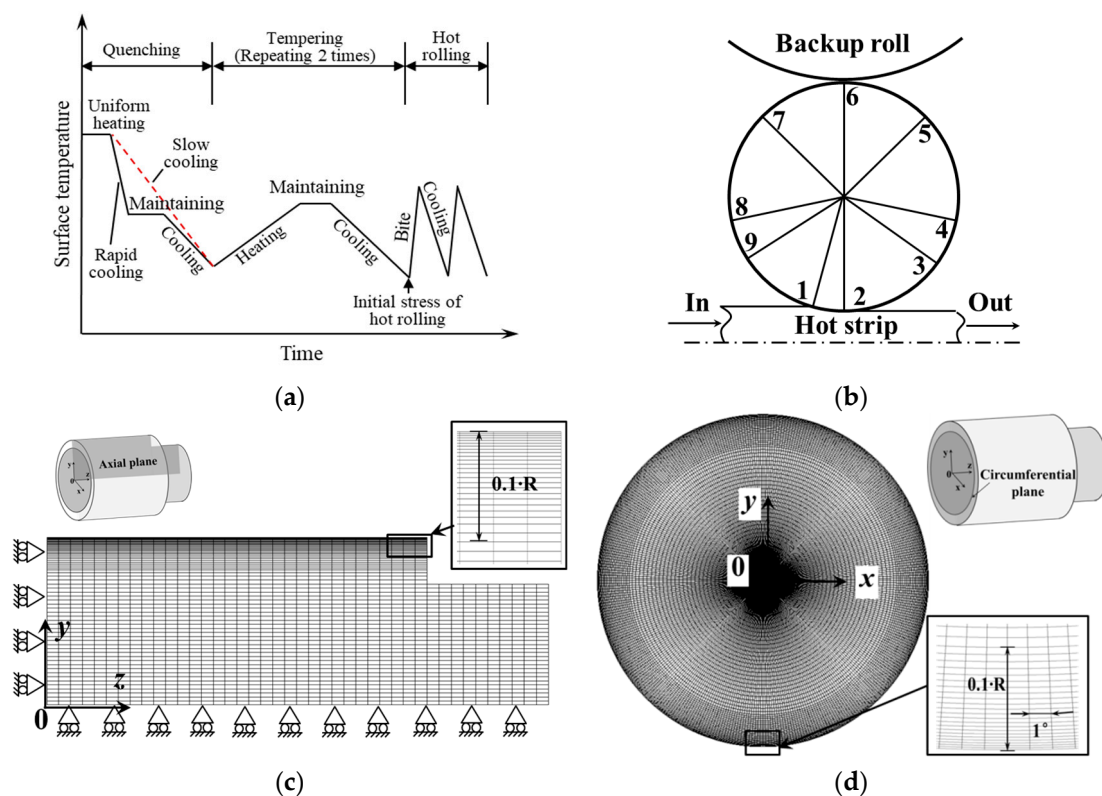 Quenching
Tempering
(Repeating 2 times)
Hot
rolling
Uniform
heating
Slow
cooling
Maintaining
Rapid
cooling
Cooling
Heating
Maintaining
Cooling
Bite
Cooling
Initial stress of
hot rolling
Surface temperature
Time
(a)
Backup roll
6
7
5
8
4
9
3
1
2
In
Out
Hot strip
(b)
y
0
z
x
Axial plane
0.1·R
y
z
0
(c)
y
0
x
y
0
z
x
Circumferential
plane
0.1·R
1°
(d)